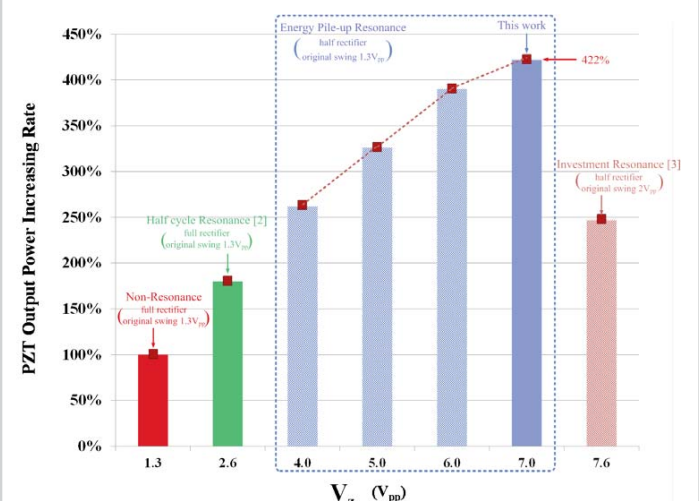 PZT Output Power Increasing Rate
450%
400%
350%
300%
250%
200%
150%
100%
50%
0%
Energy Pile-up Resonance
half rectifier
(original swing 1.3Vpp)
This work
422%
Investment Resonance [3]
(half rectifier
original swing 2Vpp)
Half cycle Resonance [2]
full rectifier
(original swing 1.3Vpp)
Non-Resonance
(full rectifier
original swing 1.3Vpp)
1.3
2.6
4.0
5.0
6.0
7.0
7.6
(Vpp)